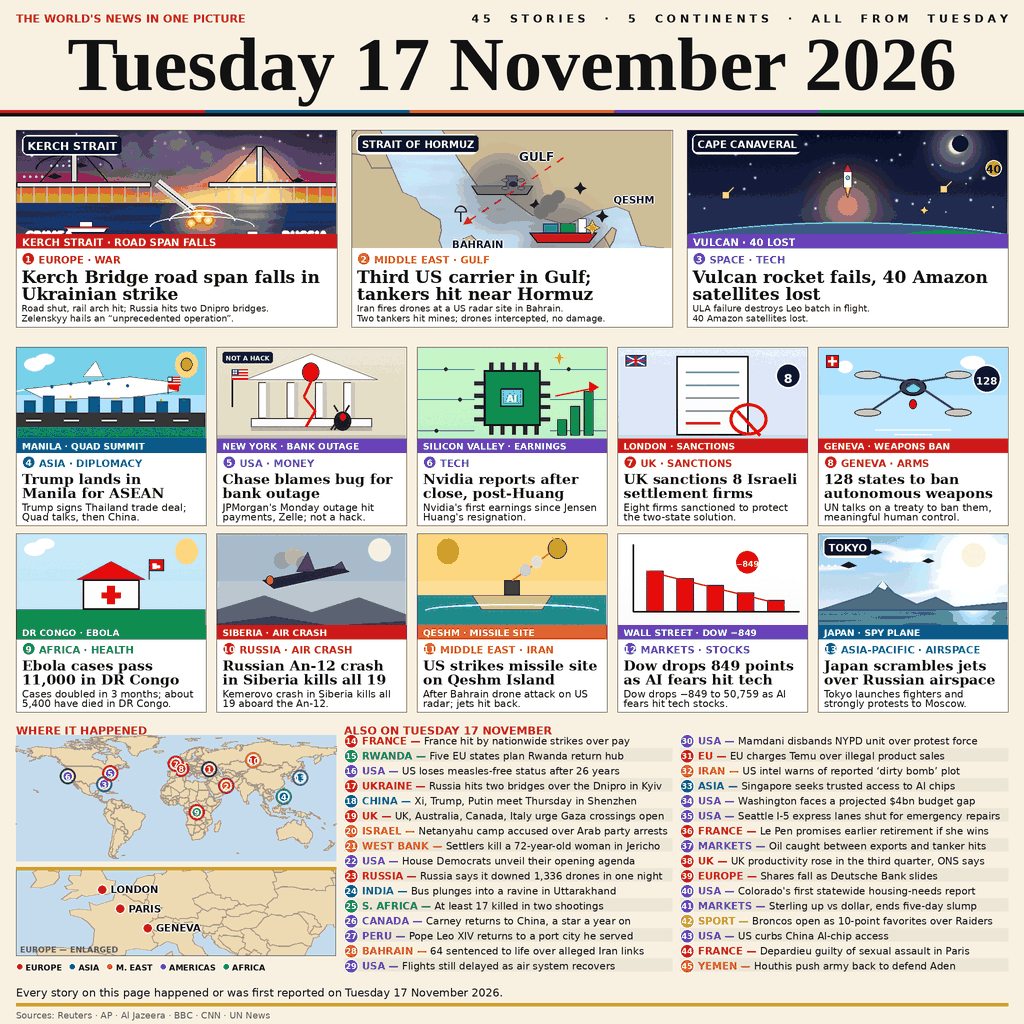 THE WORLD'S NEWS IN ONE PICTURE
45 STORIES · 5 CONTINENTS · ALL FROM TUESDAY
Tuesday 17 November 2026
KERCH STRAIT
KERCH STRAIT · ROAD SPAN FALLS
1 EUROPE · WAR
Kerch Bridge road span falls in
Ukrainian strike
Road shut, rail arch hit; Russia hits two Dnipro bridges.
Zelenskyy hails an “unprecedented operation”.
STRAIT OF HORMUZ
GULF
QESHM
BAHRAIN
2 MIDDLE EAST · GULF
Third US carrier in Gulf;
tankers hit near Hormuz
Iran fires drones at a US radar site in Bahrain.
Two tankers hit mines; drones intercepted, no damage.
CAPE CANAVERAL
40
VULCAN · 40 LOST
3 SPACE · TECH
Vulcan rocket fails, 40 Amazon
satellites lost
ULA failure destroys Leo batch in flight.
40 Amazon satellites lost.
MANILA · QUAD SUMMIT
4 ASIA · DIPLOMACY
Trump lands in
Manila for ASEAN
Trump signs Thailand trade deal;
Quad talks, then China.
NOT A HACK
NEW YORK · BANK OUTAGE
5 USA · MONEY
Chase blames bug for
bank outage
JPMorgan's Monday outage hit
payments, Zelle; not a hack.
AI
SILICON VALLEY · EARNINGS
6 TECH
Nvidia reports after
close, post-Huang
Nvidia's first earnings since Jensen
Huang's resignation.
8
LONDON · SANCTIONS
7 UK · SANCTIONS
UK sanctions 8 Israeli
settlement firms
Eight firms sanctioned to protect
the two-state solution.
128
GENEVA · WEAPONS BAN
8 GENEVA · ARMS
128 states to ban
autonomous weapons
UN talks on a treaty to ban them,
meaningful human control.
DR CONGO · EBOLA
9 AFRICA · HEALTH
Ebola cases pass
11,000 in DR Congo
Cases doubled in 3 months; about
5,400 have died in DR Congo.
SIBERIA · AIR CRASH
10 RUSSIA · AIR CRASH
Russian An-12 crash
in Siberia kills all 19
Kemerovo crash in Siberia kills all
19 aboard the An-12.
QESHM · MISSILE SITE
11 MIDDLE EAST · IRAN
US strikes missile site
on Qeshm Island
After Bahrain drone attack on US
radar; jets hit back.
−849
WALL STREET · DOW −849
12 MARKETS · STOCKS
Dow drops 849 points
as AI fears hit tech
Dow drops −849 to 50,759 as AI
fears hit tech stocks.
TOKYO
JAPAN · SPY PLANE
13 ASIA-PACIFIC · AIRSPACE
Japan scrambles jets
over Russian airspace
Tokyo launches fighters and
strongly protests to Moscow.
WHERE IT HAPPENED
LONDON
PARIS
GENEVA
EUROPE — ENLARGED
EUROPE ASIA M. EAST AMERICAS AFRICA
ALSO ON TUESDAY 17 NOVEMBER
14 FRANCE — France hit by nationwide strikes over pay
15 RWANDA — Five EU states plan Rwanda return hub
16 USA — US loses measles-free status after 26 years
17 UKRAINE — Russia hits two bridges over the Dnipro in Kyiv
18 CHINA — Xi, Trump, Putin meet Thursday in Shenzhen
19 UK — UK, Australia, Canada, Italy urge Gaza crossings open
20 ISRAEL — Netanyahu camp accused over Arab party arrests
21 WEST BANK — Settlers kill a 72-year-old woman in Jericho
22 USA — House Democrats unveil their opening agenda
23 RUSSIA — Russia says it downed 1,336 drones in one night
24 INDIA — Bus plunges into a ravine in Uttarakhand
25 S. AFRICA — At least 17 killed in two shootings
26 CANADA — Carney returns to China, a star a year on
27 PERU — Pope Leo XIV returns to a port city he served
28 BAHRAIN — 64 sentenced to life over alleged Iran links
29 USA — Flights still delayed as air system recovers
30 USA — Mamdani disbands NYPD unit over protest force
31 EU — EU charges Temu over illegal product sales
32 IRAN — US intel warns of reported ‘dirty bomb’ plot
33 ASIA — Singapore seeks trusted access to AI chips
34 USA — Washington faces a projected $4bn budget gap
35 USA — Seattle I-5 express lanes shut for emergency repairs
36 FRANCE — Le Pen promises earlier retirement if she wins
37 MARKETS — Oil caught between exports and tanker hits
38 UK — UK productivity rose in the third quarter, ONS says
39 EUROPE — Shares fall as Deutsche Bank slides
40 USA — Colorado's first statewide housing-needs report
41 MARKETS — Sterling up vs dollar, ends five-day slump
42 SPORT — Broncos open as 10-point favorites over Raiders
43 USA — US curbs China AI-chip access
44 FRANCE — Depardieu guilty of sexual assault in Paris
45 YEMEN — Houthis push army back to defend Aden
Every story on this page happened or was first reported on Tuesday 17 November 2026.
Sources: Reuters · AP · Al Jazeera · BBC · CNN · UN News